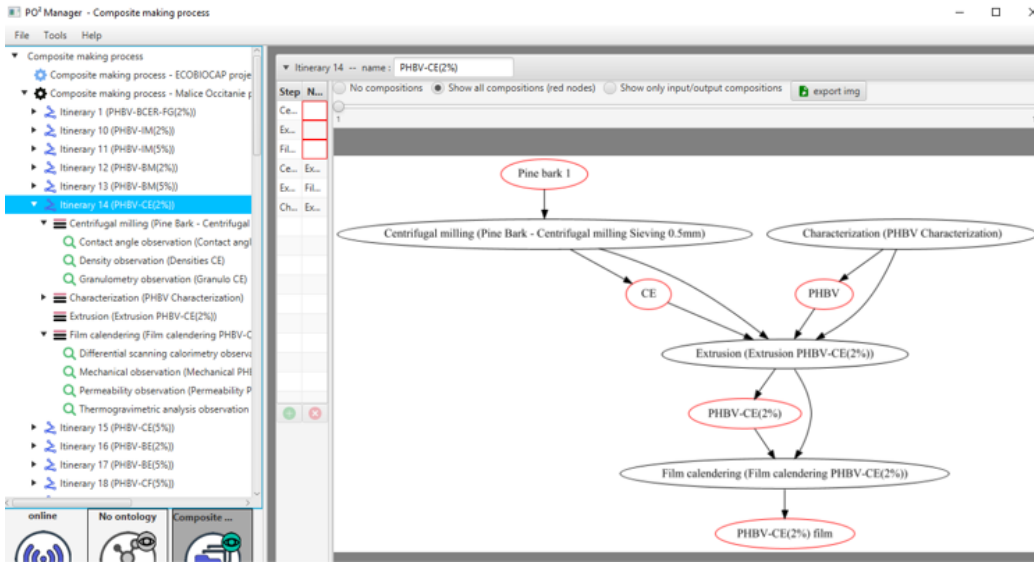 PO² Manager - Composite making process
File Tools Help
Composite making process
Composite making process - ECOBIOCAP proje
Composite making process - Malice Occitanie p
Itinerary 1 (PHBV-BCER-FG(2%))
Itinerary 10 (PHBV-IM(2%))
Itinerary 11 (PHBV-IM(5%))
Itinerary 12 (PHBV-BM(2%))
Itinerary 13 (PHBV-BM(5%))
Itinerary 14 (PHBV-CE(2%))
Centrifugal milling (Pine Bark - Centrifugal
Contact angle observation (Contact angl
Density observation (Densities CE)
Granulometry observation (Granulo CE)
Characterization (PHBV Characterization)
Extrusion (Extrusion PHBV-CE(2%))
Film calendering (Film calendering PHBV-C
Differential scanning calorimetry observa
Mechanical observation (Mechanical PHI
Permeability observation (Permeability P
Thermogravimetric analysis observation
Itinerary 15 (PHBV-CE(5%))
Itinerary 16 (PHBV-BE(2%))
Itinerary 17 (PHBV-BE(5%))
Itinerary 18 (PHBV-CF(5%))
online
No ontology
Composite ...
Itinerary 14 -- name : PHBV-CE(2%)
No compositions Show all compositions (red nodes) Show only input/output compositions export img
Step N...
Ce...
Ex...
Fil...
Ce... Ex...
Ex... Fil...
Ch... Ex...
1
Pine bark 1
Centrifugal milling (Pine Bark - Centrifugal milling Sieving 0.5mm)
Characterization (PHBV Characterization)
CE
PHBV
Extrusion (Extrusion PHBV-CE(2%))
PHBV-CE(2%)
Film calendering (Film calendering PHBV-CE(2%))
PHBV-CE(2%) film